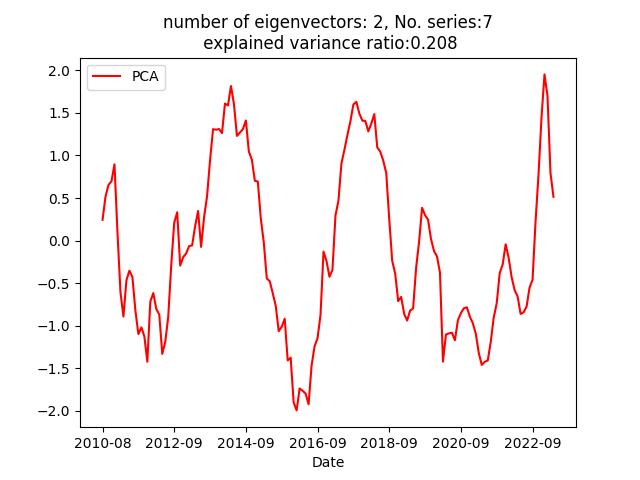 number of eigenvectors: 2, No. series:7
explained variance ratio:0.208
PCA
2.0
1.5
1.0
0.5
0.0
−0.5
−1.0
−1.5
−2.0
2010-08 2012-09 2014-09 2016-09 2018-09 2020-09 2022-09
Date